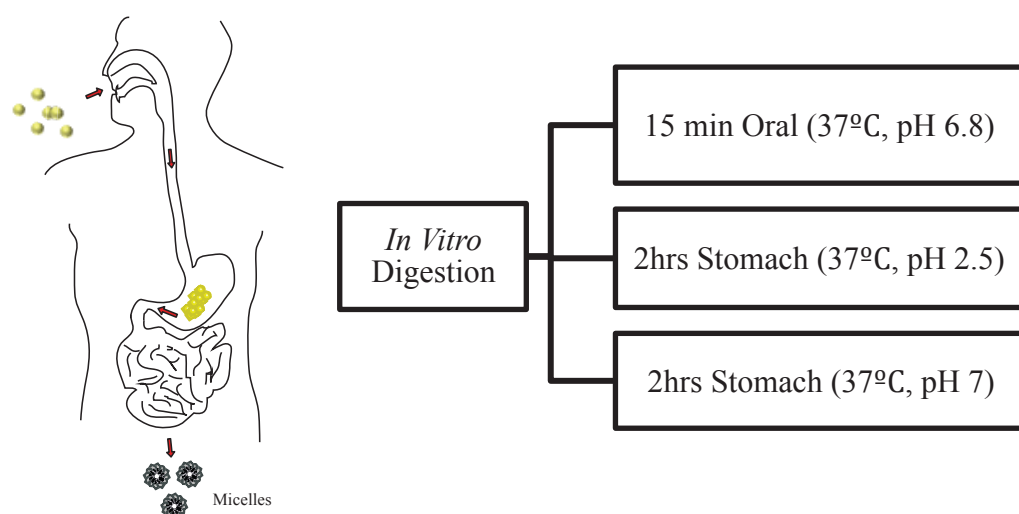 15 min Oral (37ºC, pH 6.8)
In Vitro
Digestion
2hrs Stomach (37ºC, pH 2.5)
2hrs Stomach (37ºC, pH 7)
Micelles